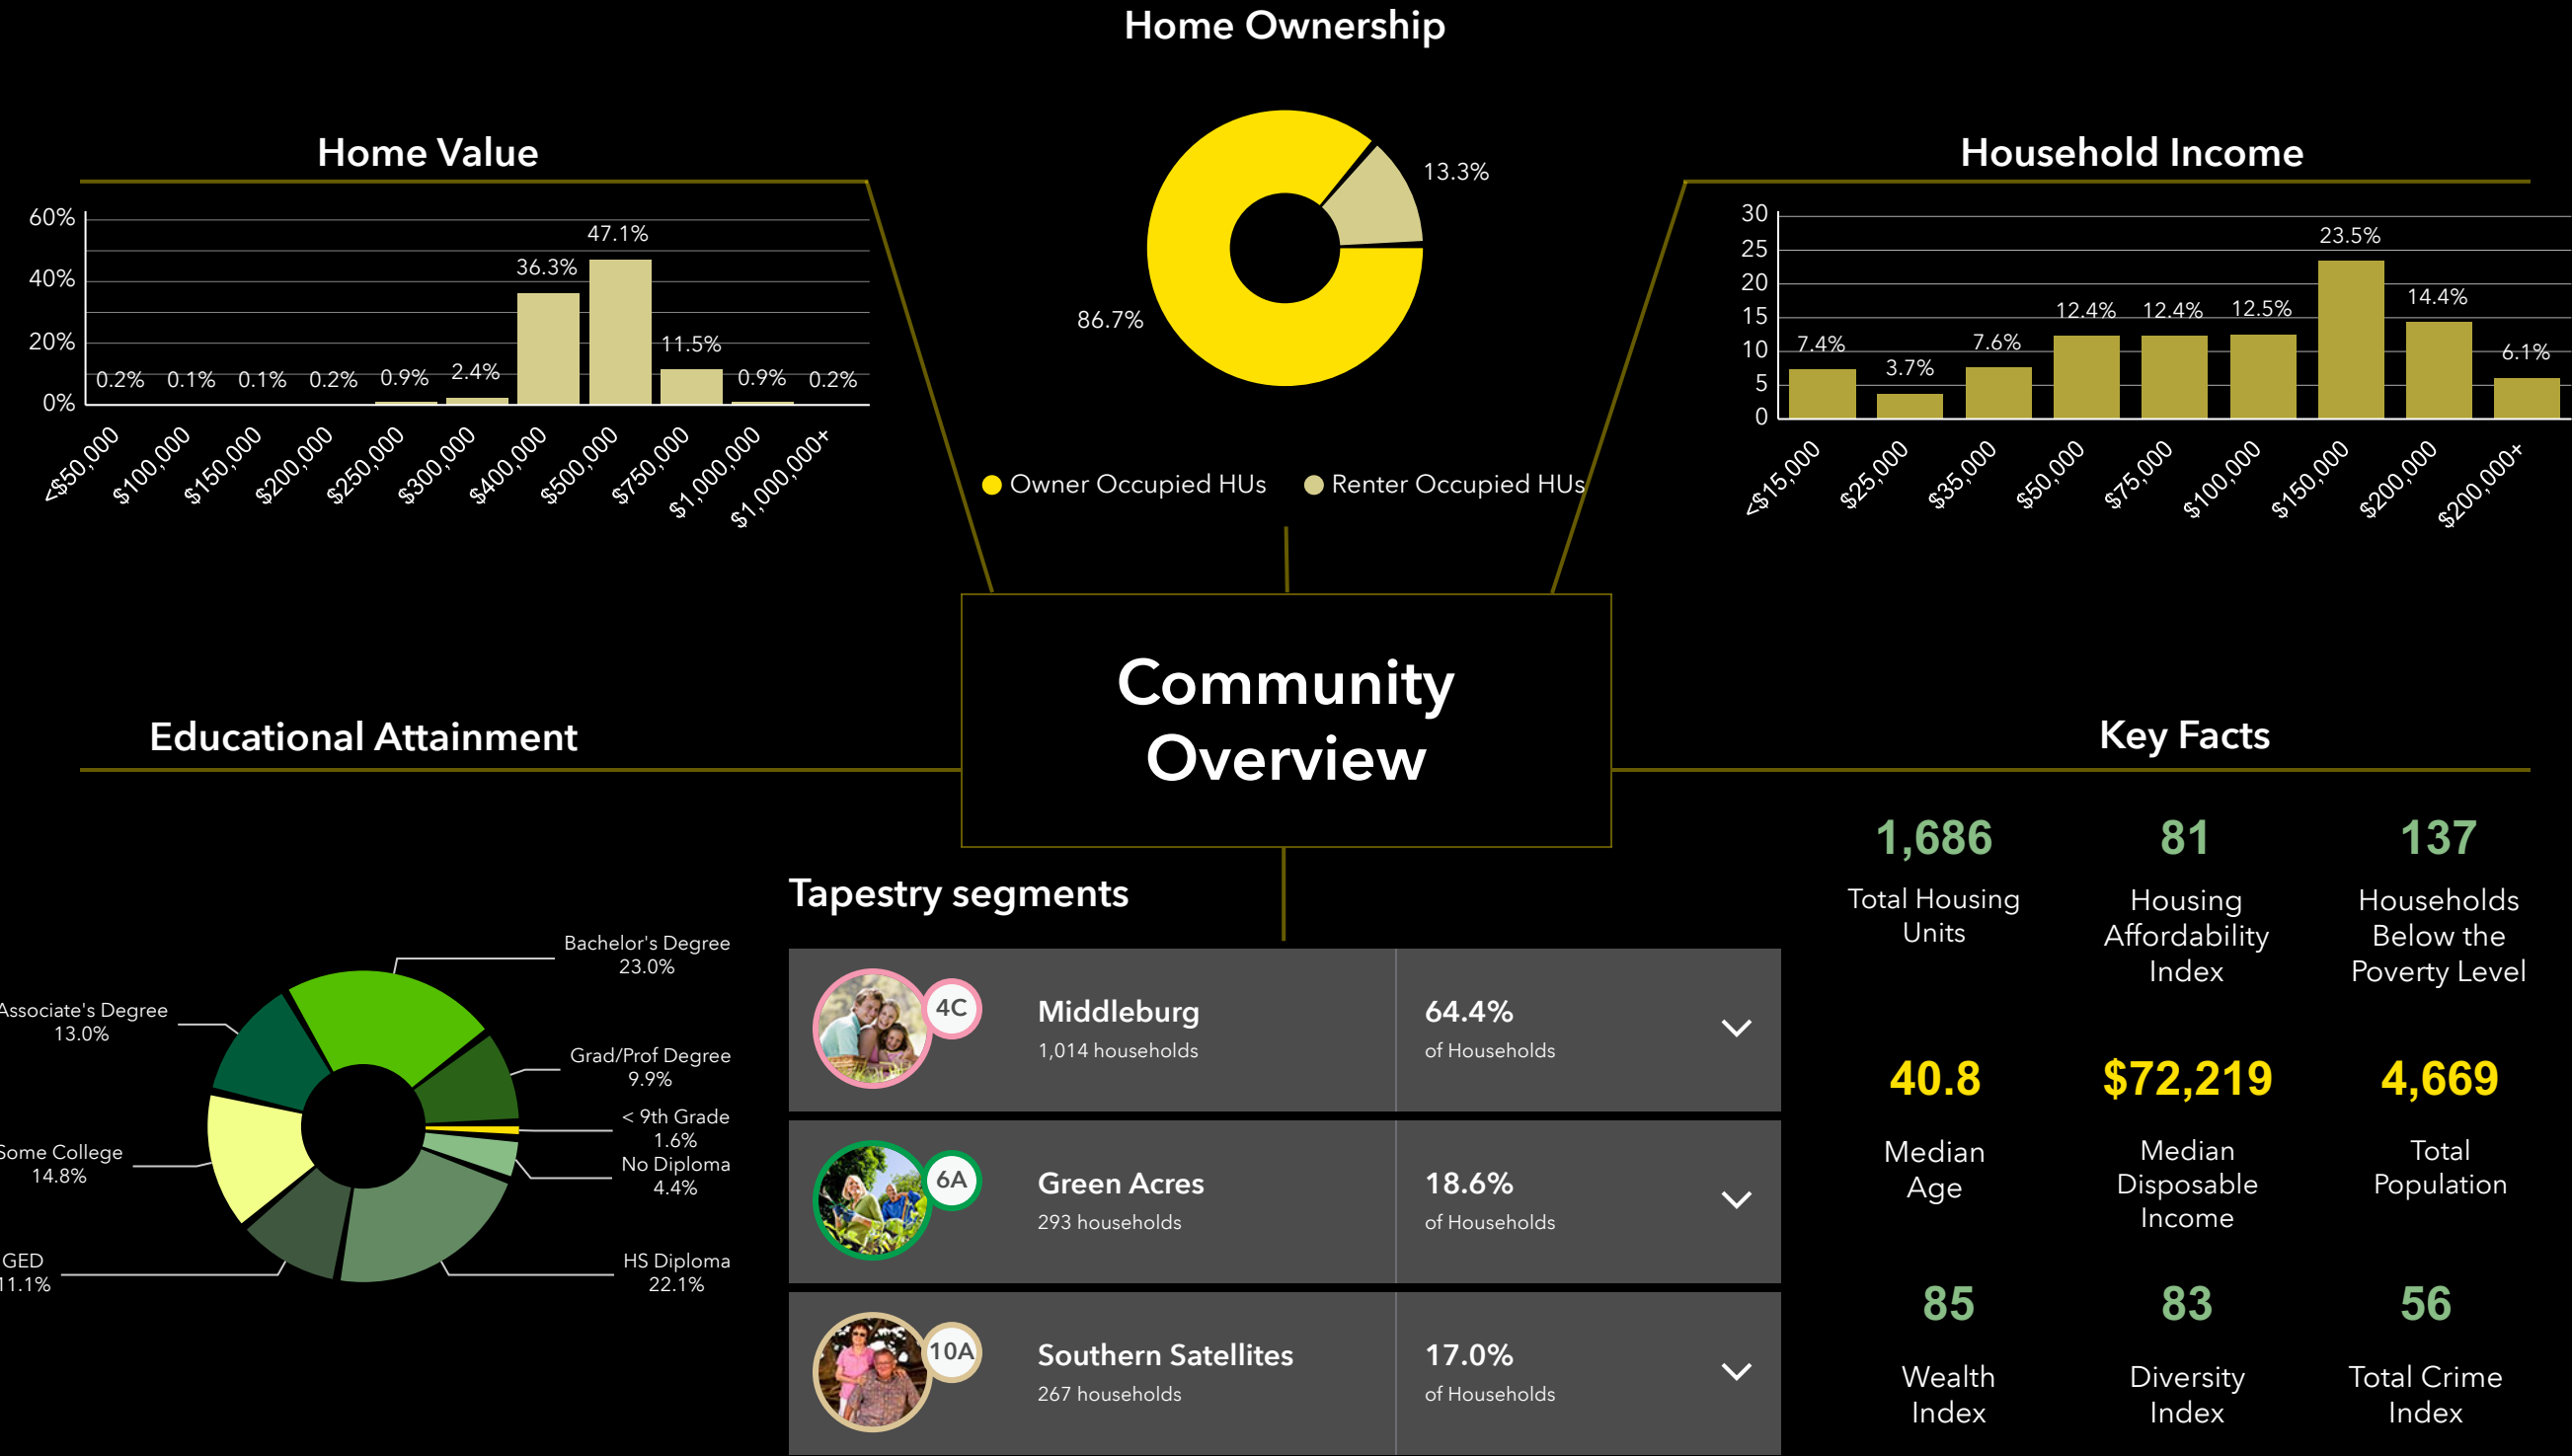 Home Ownership
13.3%
86.7%
Owner Occupied HUs
Renter Occupied HUs
Home Value
60%
40%
20%
0%
0.2%
0.1%
0.1%
0.2%
0.9%
2.4%
36.3%
47.1%
11.5%
0.9%
0.2%
<$50,000
$100,000
$150,000
$200,000
$250,000
$300,000
$400,000
$500,000
$750,000
$1,000,000
$1,000,000+
Household Income
30
25
20
15
10
5
0
7.4%
3.7%
7.6%
12.4%
12.4%
12.5%
23.5%
14.4%
6.1%
<$15,000
$25,000
$35,000
$50,000
$75,000
$100,000
$150,000
$200,000
$200,000+
Community
Overview
Educational Attainment
Bachelor's Degree
23.0%
Associate's Degree
13.0%
Grad/Prof Degree
9.9%
< 9th Grade
1.6%
Some College
14.8%
No Diploma
4.4%
GED
11.1%
HS Diploma
22.1%
Tapestry segments
4C
Middleburg
1,014 households
64.4%
of Households
6A
Green Acres
293 households
18.6%
of Households
10A
Southern Satellites
267 households
17.0%
of Households
Key Facts
1,686
Total Housing
Units
81
Housing
Affordability
Index
137
Households
Below the
Poverty Level
40.8
Median
Age
$72,219
Median
Disposable
Income
4,669
Total
Population
85
Wealth
Index
83
Diversity
Index
56
Total Crime
Index